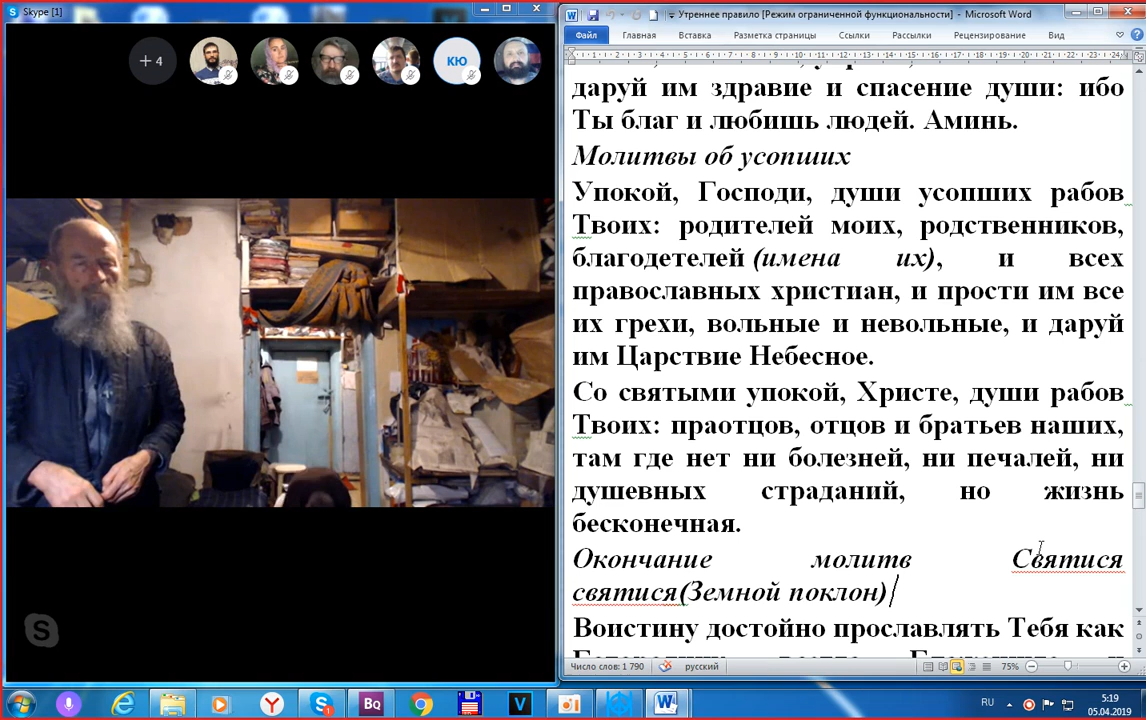 Skype [1]
+ 4
КЮ
Утреннее правило [Режим ограниченной функциональности] - Microsoft Word
Файл
Главная
Вставка
Разметка страницы
Ссылки
Рассылки
Рецензирование
Вид
даруй им здравие и спасение души: ибо
Ты благ и любишь людей. Аминь.
Молитвы об усопших
Упокой, Господи, души усопших рабов
Твоих: родителей моих, родственников,
благодетелей (имена их), и всех
православных христиан, и прости им все
их грехи, вольные и невольные, и даруй
им Царствие Небесное.
Со святыми упокой, Христе, души рабов
Твоих: праотцов, отцов и братьев наших,
там где нет ни болезней, ни печалей, ни
душевных страданий, но жизнь
бесконечная.
Окончание молитв Святися
святися(Земной поклон)
Воистину достойно прославлять Тебя как
Число слов: 1 790
русский
75%
RU
5:19
05.04.2019